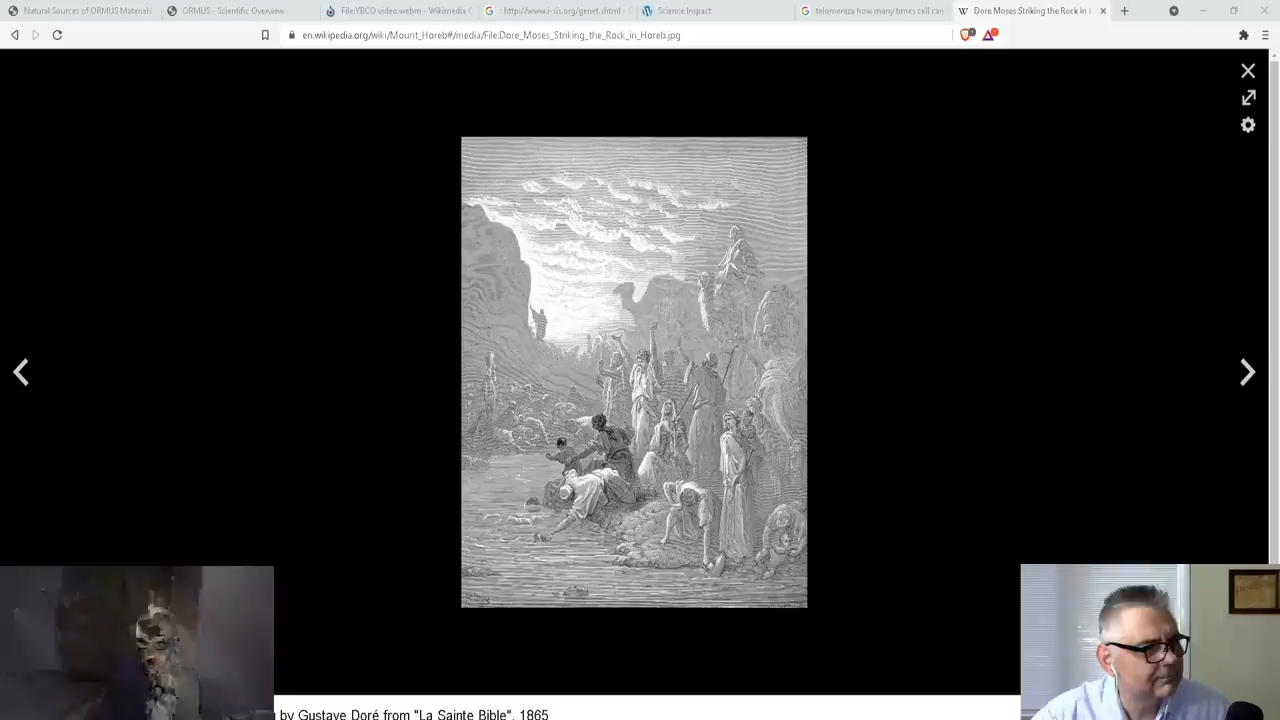 Natural Sources of ORMUS Materials
ORMUS - Scientific Overview
File:YBCO video.webm - Wikimedia C
: http://www.i-sis.org/genet.shtml - G
Science Impact
telomeraza how many times cell can
Dore Moses Striking the Rock in H
en.wikipedia.org/wiki/Mount_Horeb#/media/File:Dore_Moses_Striking_the_Rock_in_Horeb.jpg
by Gustave Doré from "La Sainte Bible", 1865